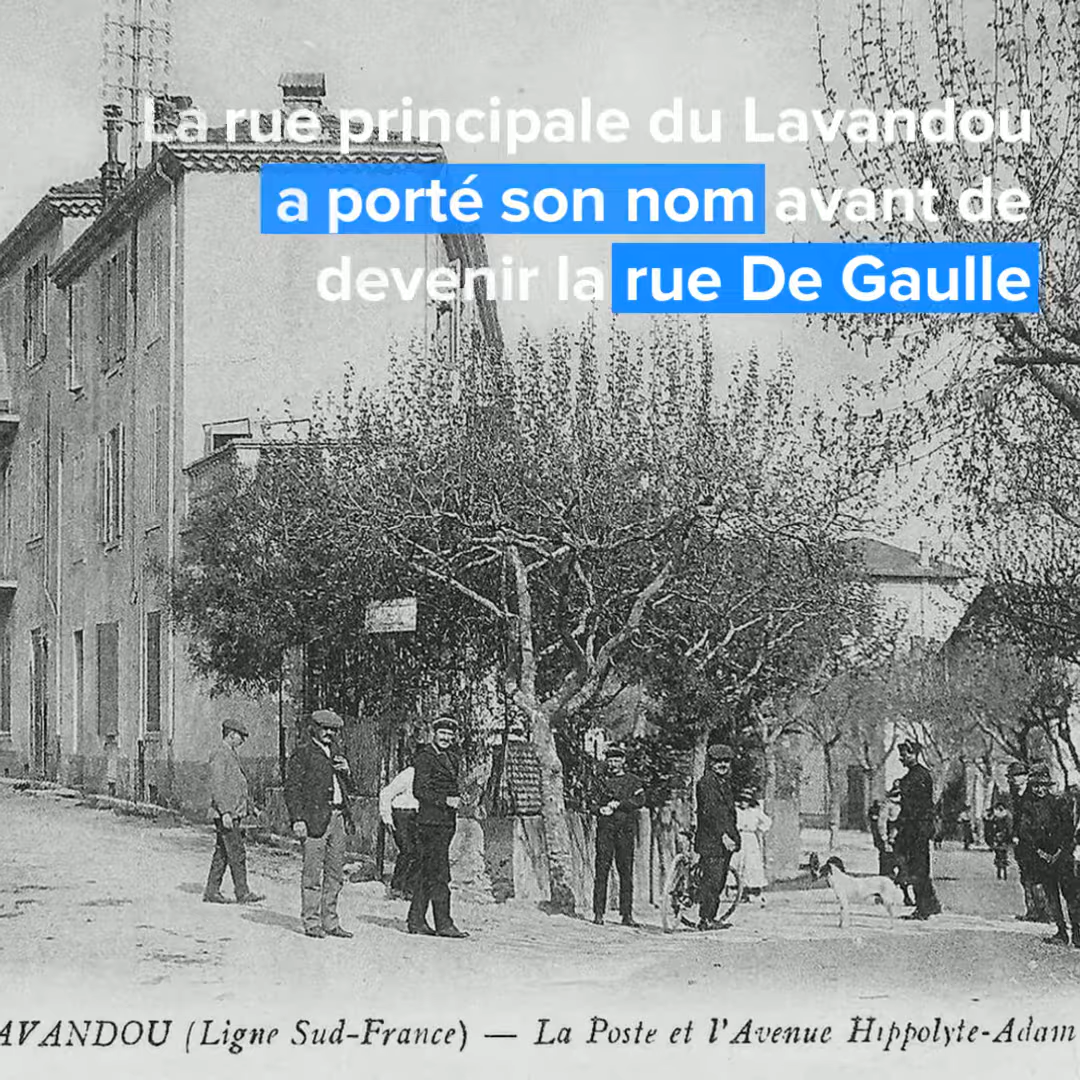 La rue principale du Lavandou
a porté son nom avant de
devenir la rue De Gaulle
AVANDOU (Ligne Sud-France) — La Poste et l'Avenue Hippolyte-Adam